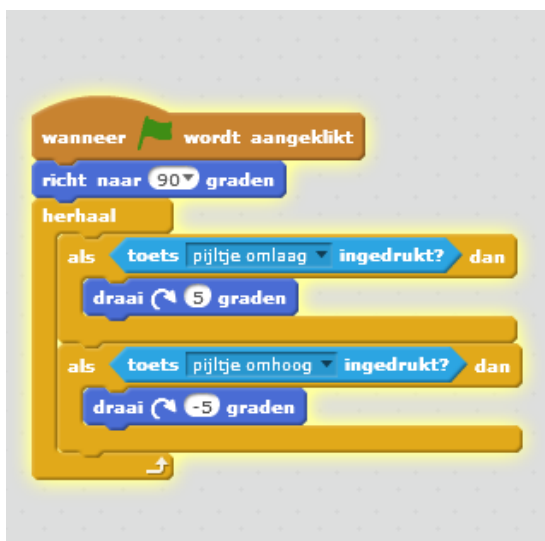 wanneer wordt aangeklikt
richt naar 90 graden
herhaal
als toets pijltje omlaag ingedrukt? dan
draai 5 graden
als toets pijltje omhoog ingedrukt? dan
draai -5 graden